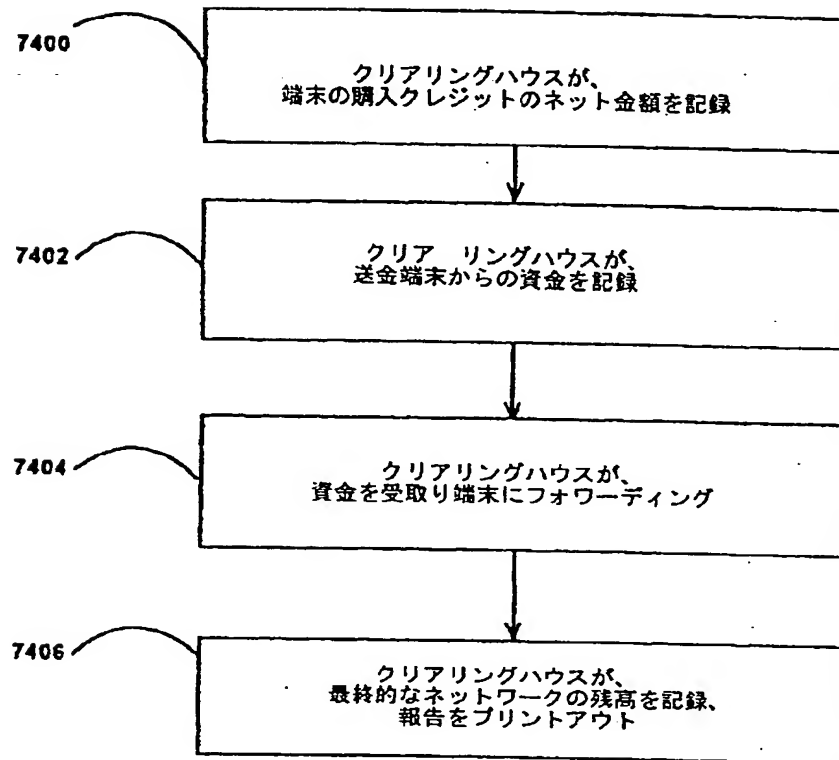 7400
クリアリングハウスが、
端末の購入クレジットのネット金額を記録
7402
クリア　リングハウスが、
送金端末からの資金を記録
7404
クリアリングハウスが、
資金を受取り端末にフォワーディング
7406
クリアリングハウスが、
最終的なネットワークの残高を記録、
報告をプリントアウト